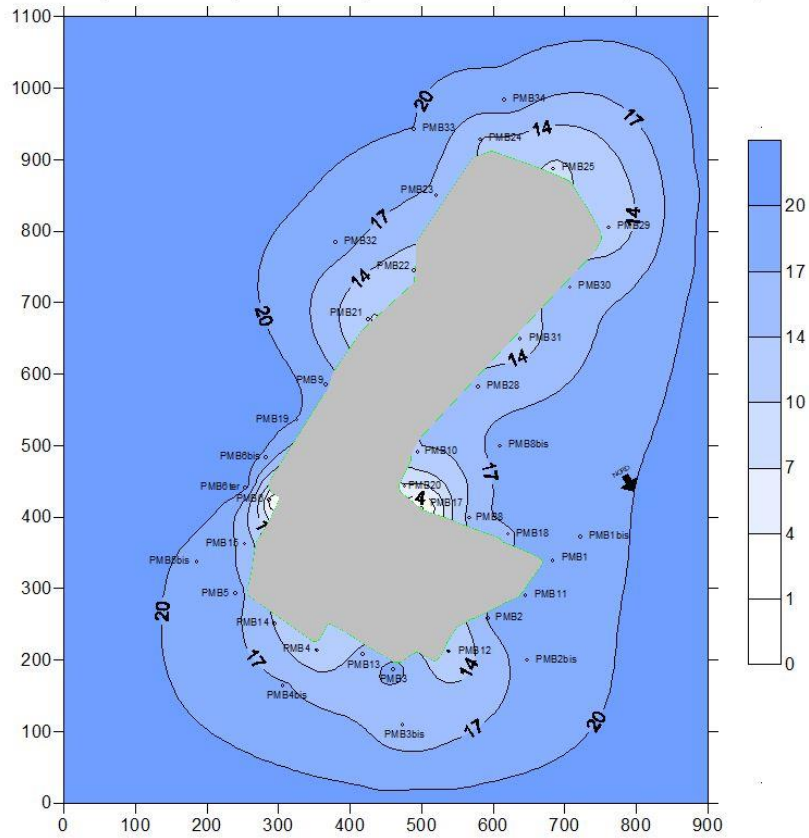 1100
1000
900
800
700
600
500
400
300
200
100
0
0 100 200 300 400 500 600 700 800 900
20
PMB34
PMB33
17
14
PMB24
PMB25
PMB23
17
14
PMB29
PMB32
PMB22
14
PMB30
20
PMB21
PMB31
14
PMB9
PMB28
PMB19
PMB6bis
PMB10
PMB8bis
17
NORD
PMB6ter
PMB20
PMB6
4
PMB17
PMB8
PMB18
PMB1bis
PMB15
PMB5bis
PMB1
PMB5
PMB11
20
PMB14
PMB2
PMB4
PMB13
PMB12
14
PMB2bis
17
PMB3
PMB4bis
PMB3bis
17
20
20
17
14
10
7
4
1
0